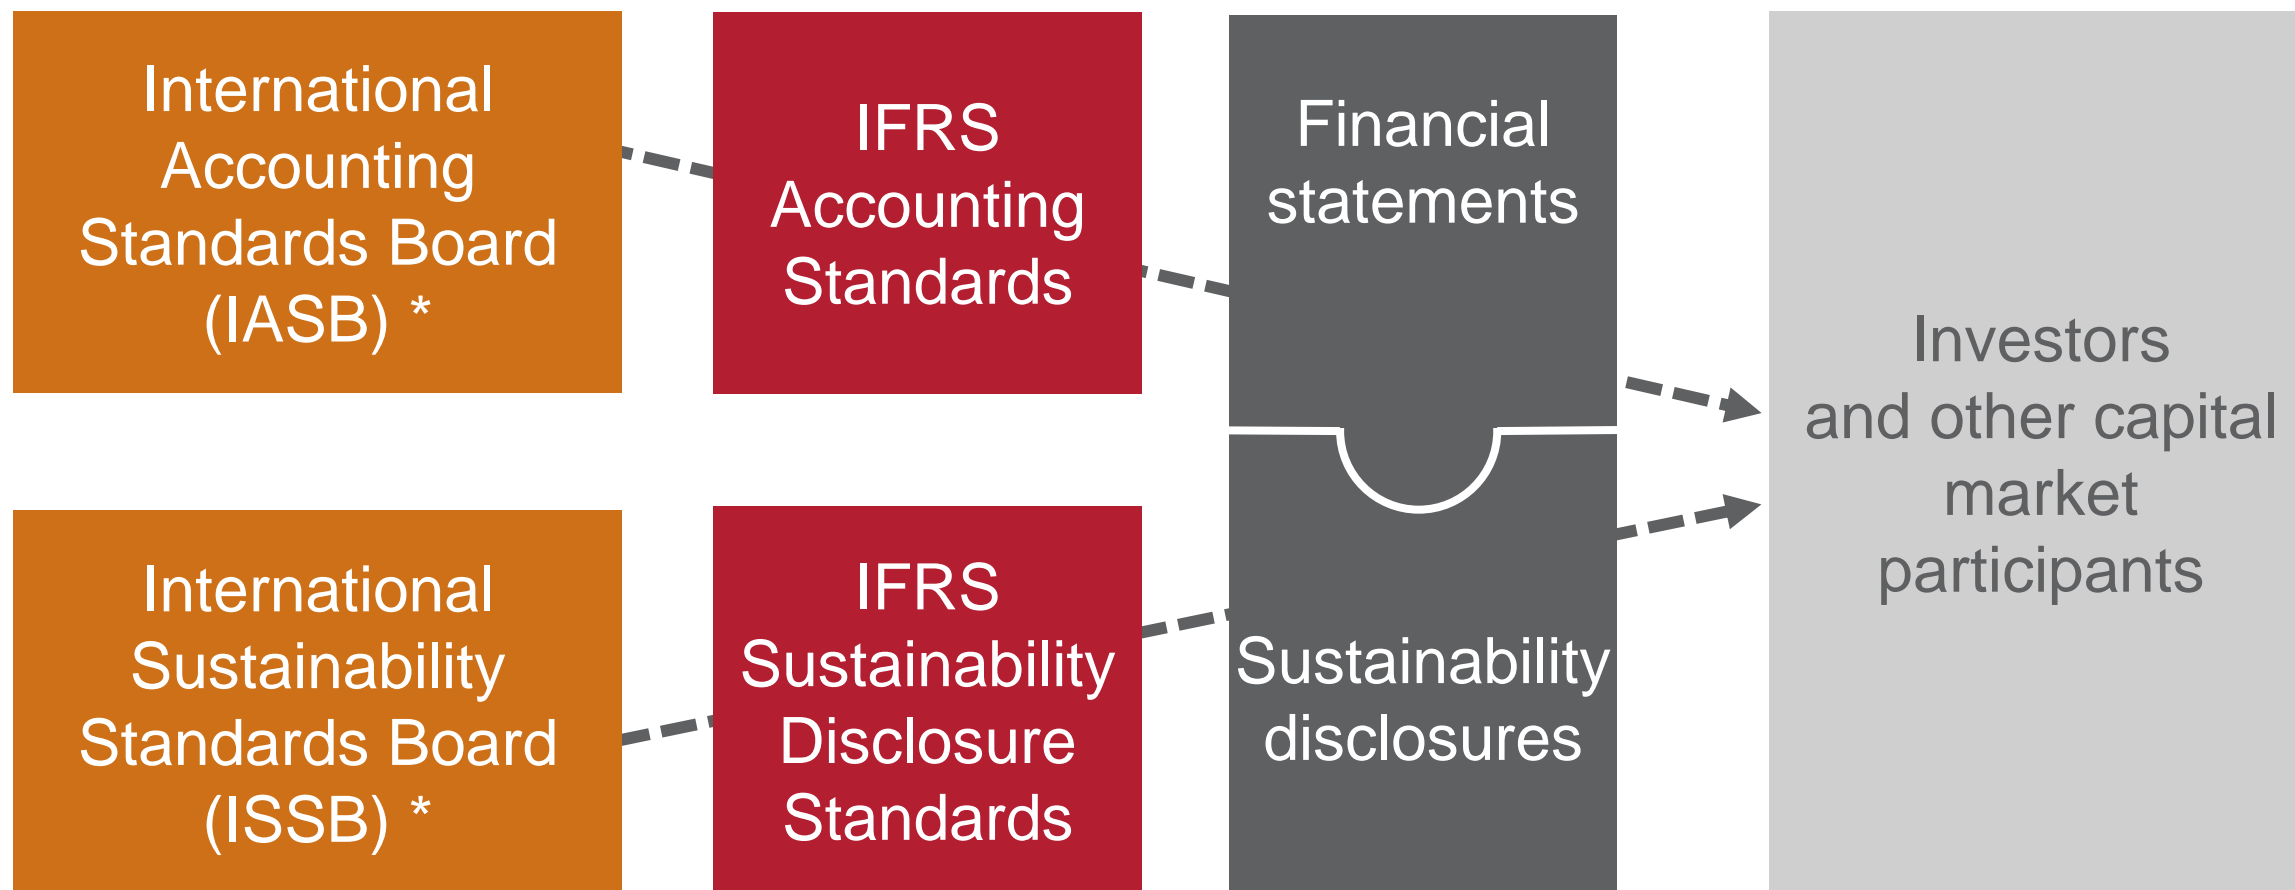 International
Accounting
Standards Board
(IASB) *
IFRS
Accounting
Standards
Financial
statements
Investors
and other capital
market
participants
International
Sustainability
Standards Board
(ISSB) *
IFRS
Sustainability
Disclosure
Standards
Sustainability
disclosures